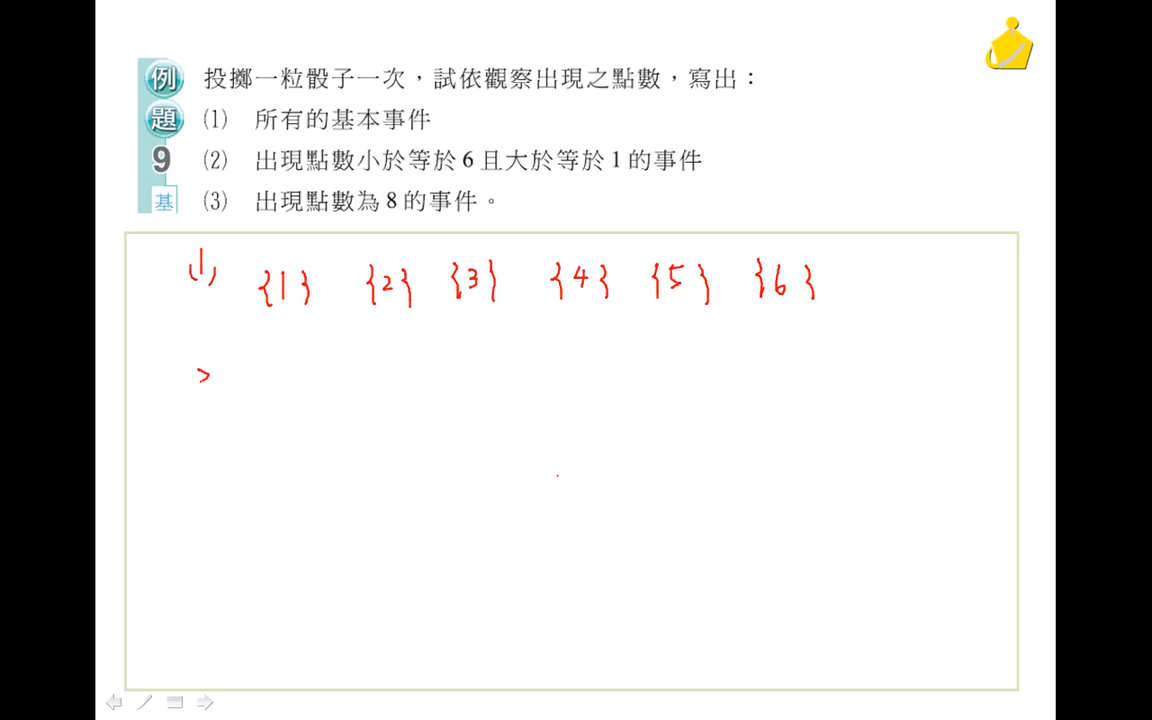 例題9 投擲一粒骰子一次，試依觀察出現之點數，寫出：
(1) 所有的基本事件
(2) 出現點數小於等於6且大於等於1的事件
基 (3) 出現點數為8的事件。
(1) {1} {2} {3} {4} {5} {6}